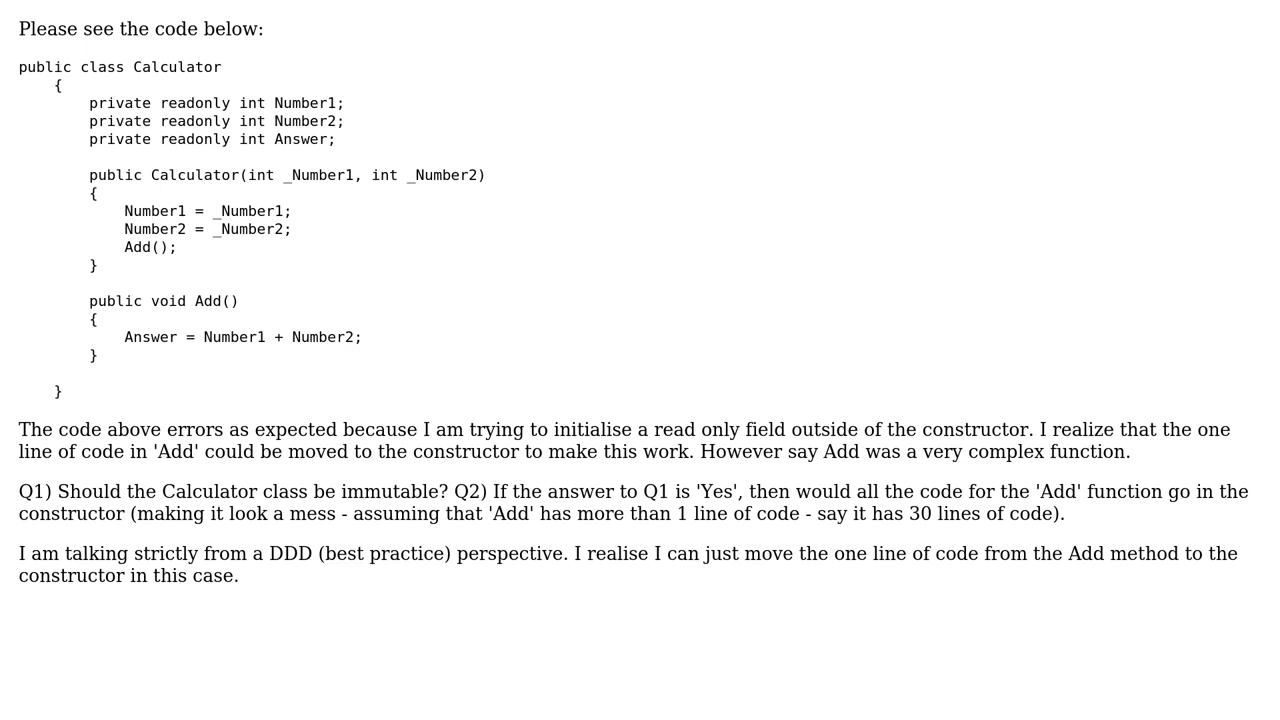 Please see the code below:
public class Calculator
    {
        private readonly int Number1;
        private readonly int Number2;
        private readonly int Answer;

        public Calculator(int _Number1, int _Number2)
        {
            Number1 = _Number1;
            Number2 = _Number2;
            Add();
        }

        public void Add()
        {
            Answer = Number1 + Number2;
        }

    }
The code above errors as expected because I am trying to initialise a read only field outside of the constructor. I realize that the one
line of code in 'Add' could be moved to the constructor to make this work. However say Add was a very complex function.
Q1) Should the Calculator class be immutable? Q2) If the answer to Q1 is 'Yes', then would all the code for the 'Add' function go in the
constructor (making it look a mess - assuming that 'Add' has more than 1 line of code - say it has 30 lines of code).
I am talking strictly from a DDD (best practice) perspective. I realise I can just move the one line of code from the Add method to the
constructor in this case.